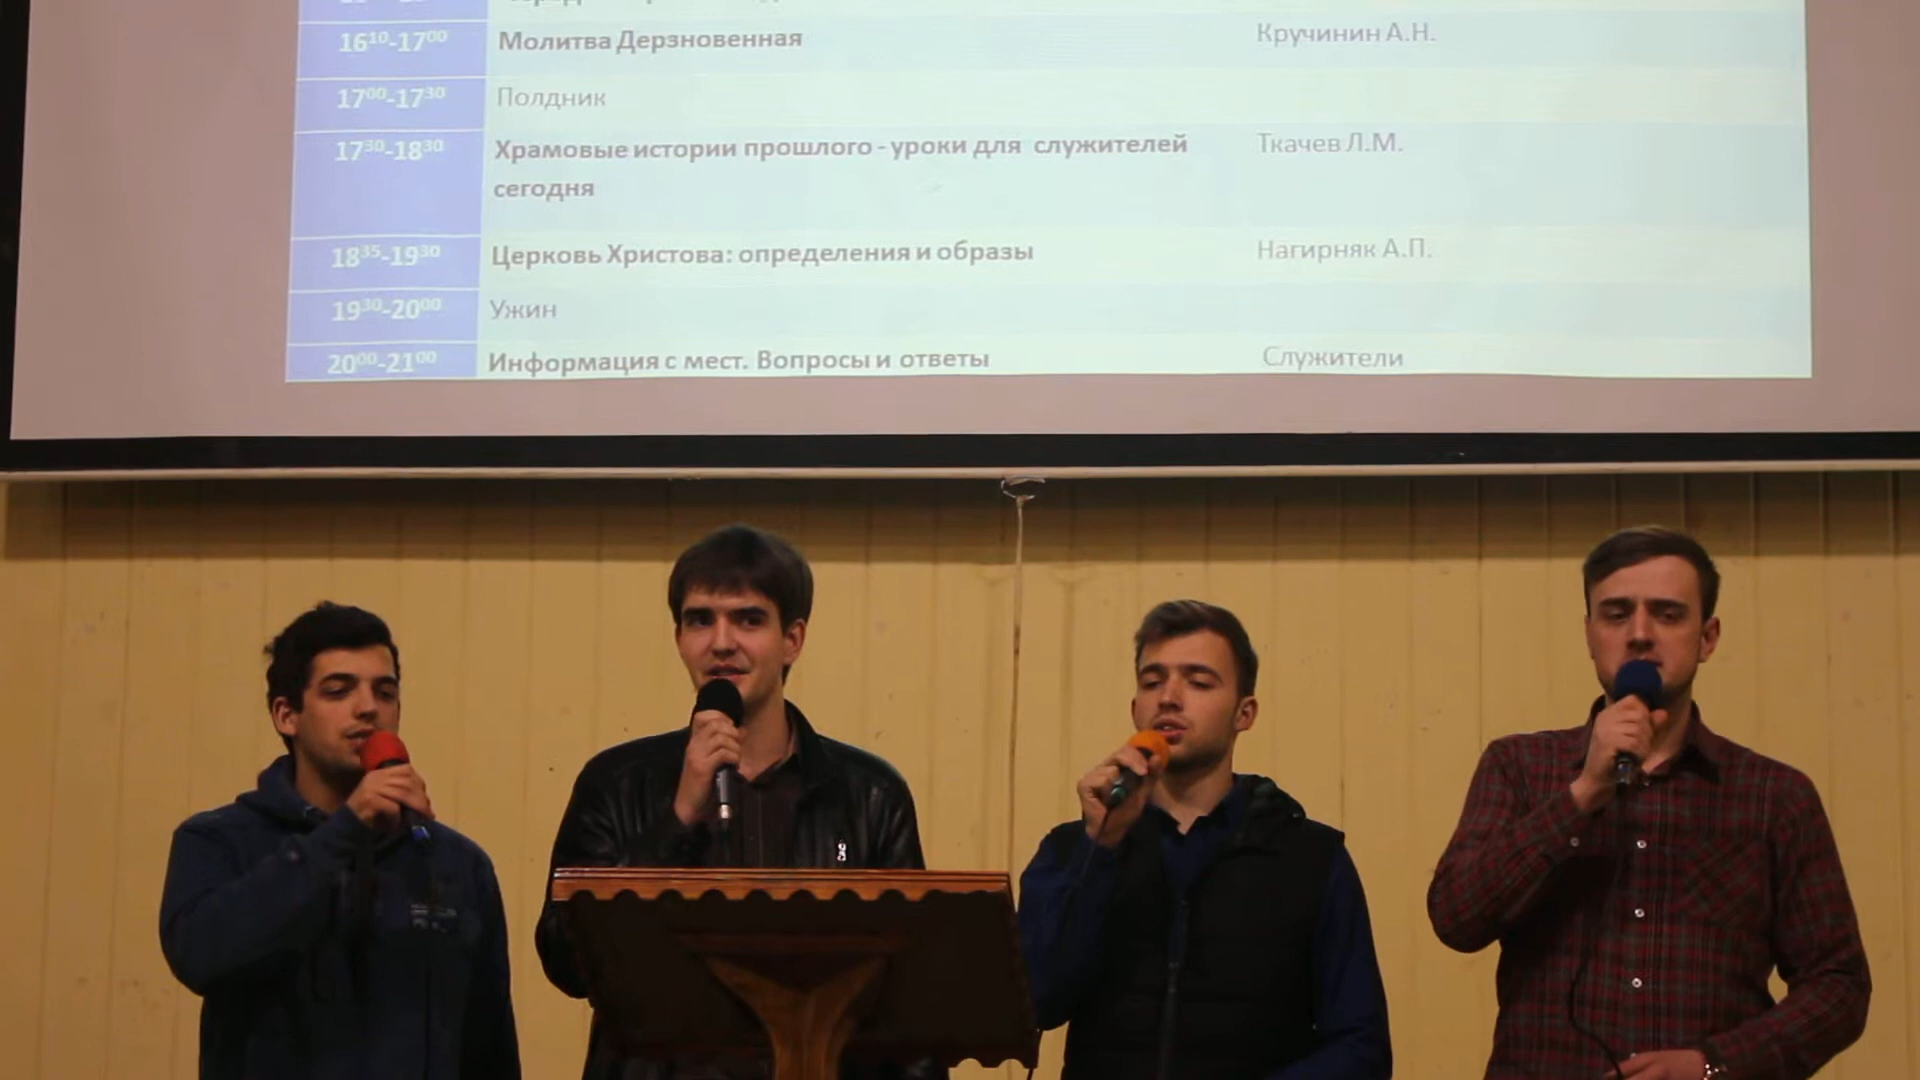 16¹⁰-17⁰⁰ Молитва Дерзновенная Кручинин А.Н.
17⁰⁰-17³⁰ Полдник
17³⁰-18³⁰ Храмовые истории прошлого - уроки для служителей Ткачев Л.М.
сегодня
18³⁵-19³⁰ Церковь Христова: определения и образы Нагирняк А.П.
19³⁰-20⁰⁰ Ужин
20⁰⁰-21⁰⁰ Информация с мест. Вопросы и ответы Служители